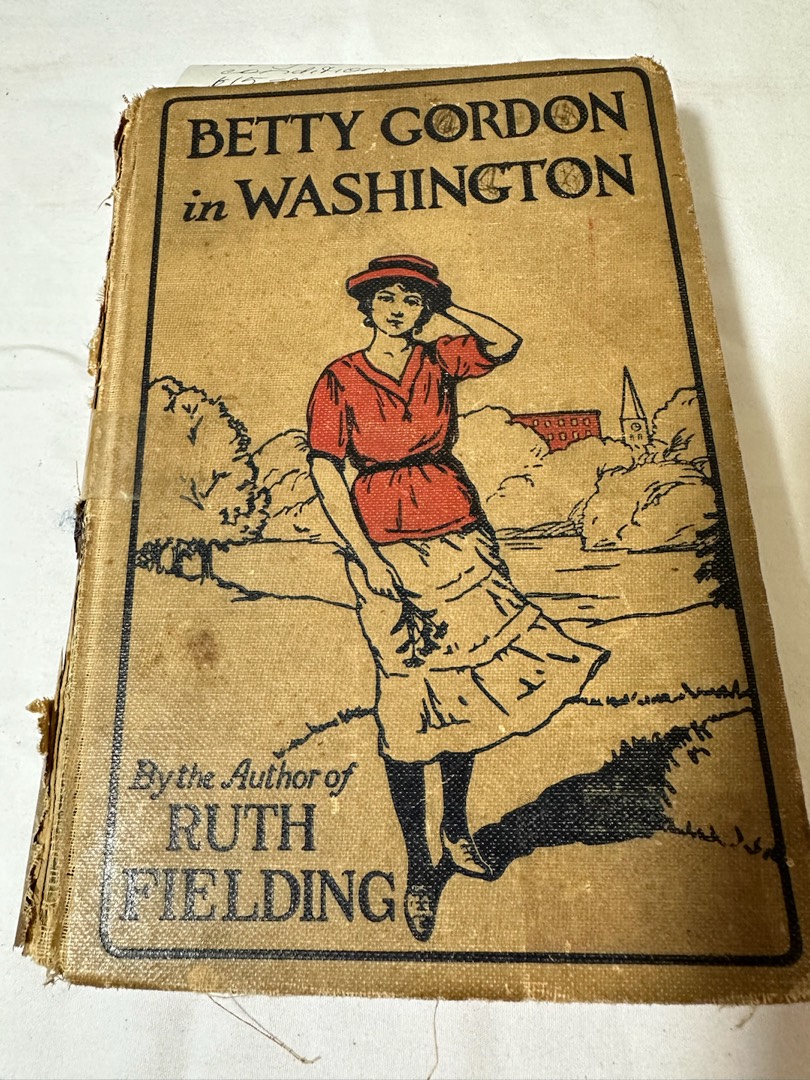 BETTY GORDON
in WASHINGTON
By the Author of
RUTH
FIELDING